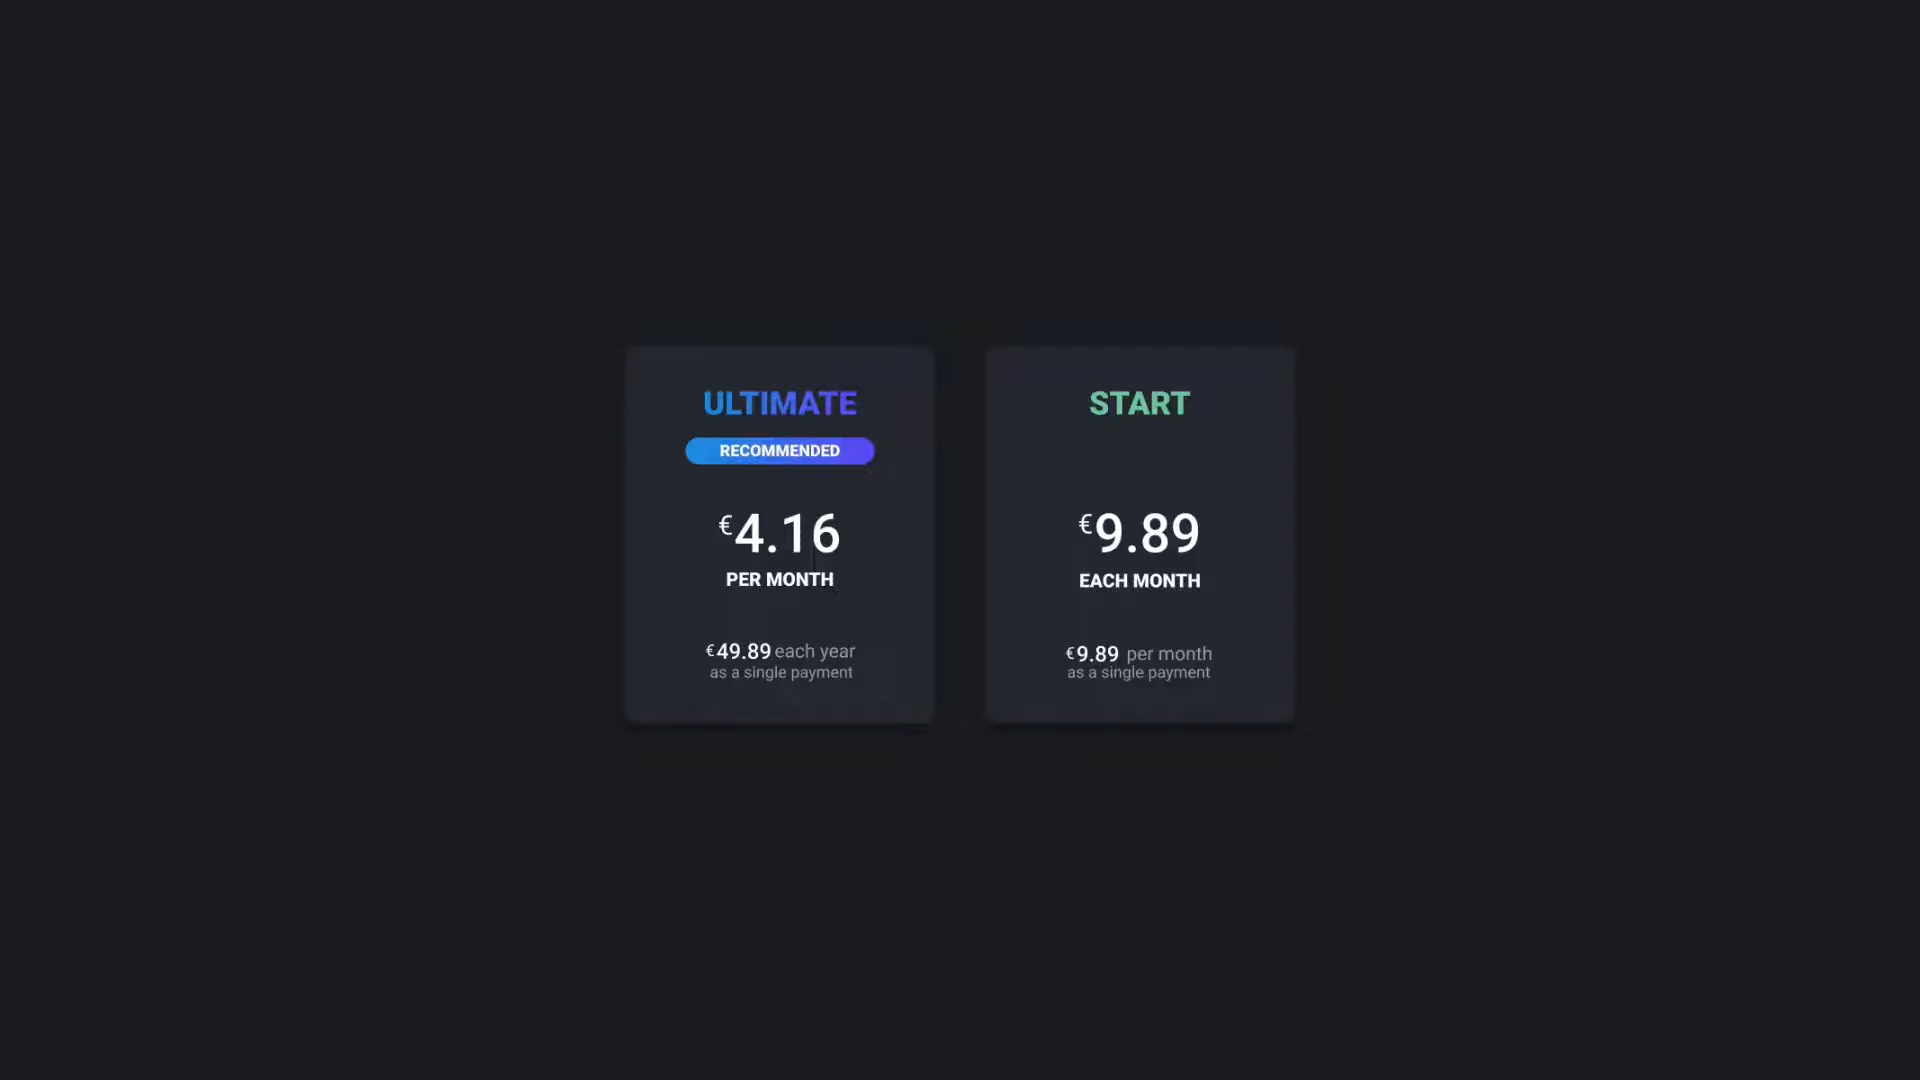 ULTIMATE
RECOMMENDED
€4.16
PER MONTH
€49.89 each year
as a single payment
START
€9.89
EACH MONTH
€9.89 per month
as a single payment